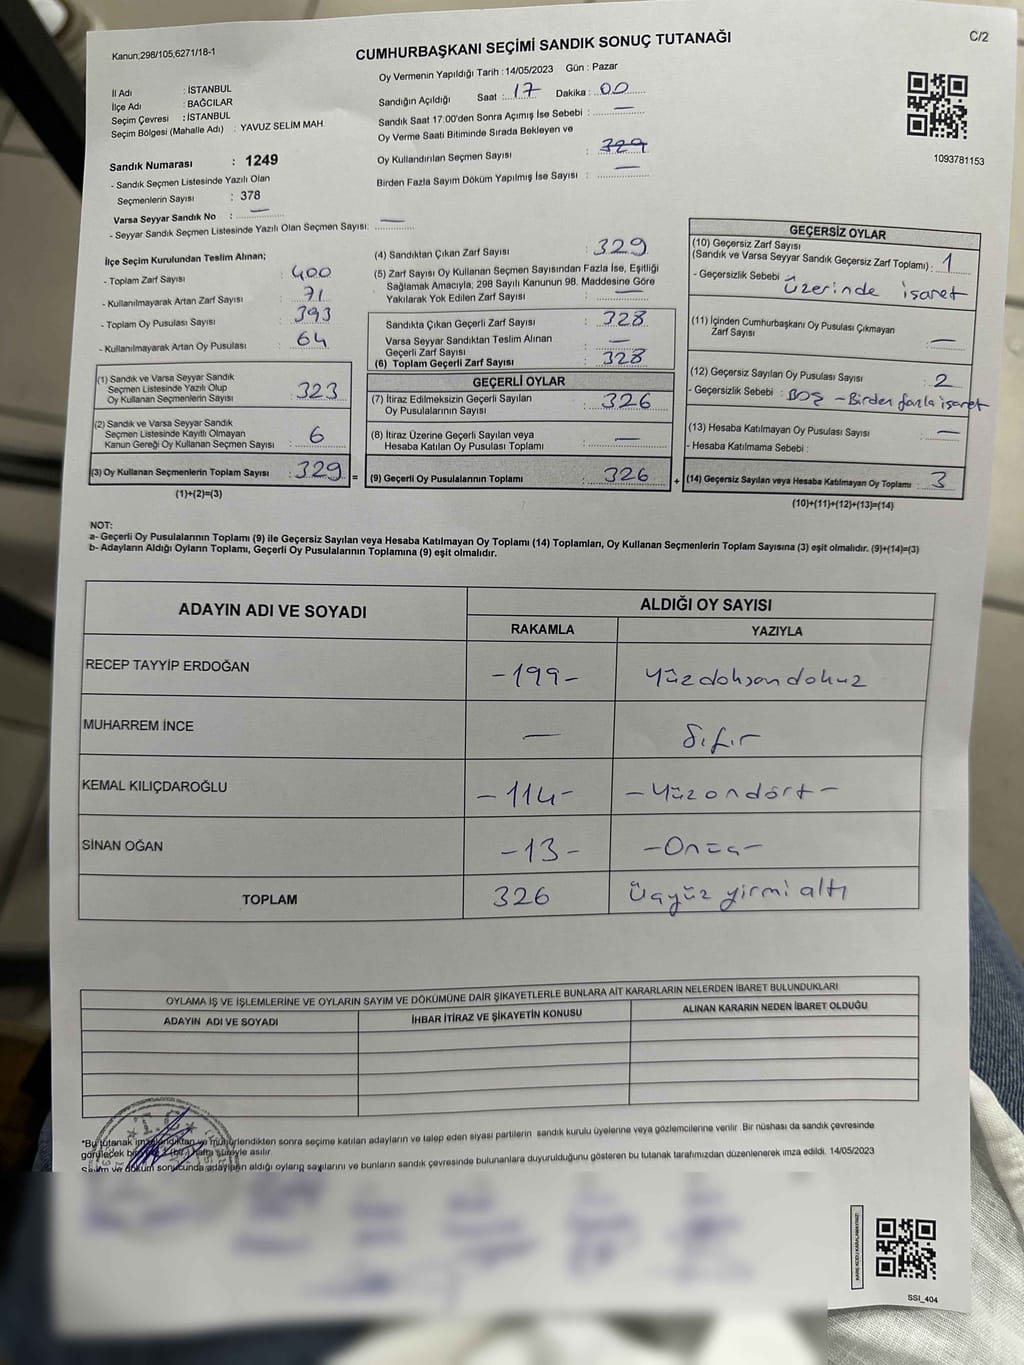 Kanun;298/105,6271/18-1
CUMHURBAŞKANI SEÇİMİ SANDIK SONUÇ TUTANAĞI
C/2
İl Adı : İSTANBUL
İlçe Adı : BAĞCILAR
Seçim Çevresi : İSTANBUL
Seçim Bölgesi (Mahalle Adı) : YAVUZ SELİM MAH.
Sandık Numarası : 1249
- Sandık Seçmen Listesinde Yazılı Olan
Seçmenlerin Sayısı : 378
Varsa Seyyar Sandık No : —
- Seyyar Sandık Seçmen Listesinde Yazılı Olan Seçmen Sayısı: —
Oy Vermenin Yapıldığı Tarih : 14/05/2023 Gün : Pazar
Sandığın Açıldığı Saat : 17 Dakika : 00
Sandık Saat 17:00'den Sonra Açımış İse Sebebi : —
Oy Verme Saati Bitiminde Sırada Bekleyen ve
Oy Kullandırılan Seçmen Sayısı : 329
Birden Fazla Sayım Döküm Yapılmış İse Sayısı : —
1093781153
İlçe Seçim Kurulundan Teslim Alınan;
- Toplam Zarf Sayısı : 400
- Kullanılmayarak Artan Zarf Sayısı : 71
- Toplam Oy Pusulası Sayısı : 393
- Kullanılmayarak Artan Oy Pusulası : 64
(1) Sandık ve Varsa Seyyar Sandık
Seçmen Listesinde Yazılı Olup
Oy Kullanan Seçmenlerin Sayısı : 323
(2) Sandık ve Varsa Seyyar Sandık
Seçmen Listesinde Kayıtlı Olmayan
Kanun Gereği Oy Kullanan Seçmen Sayısı : 6
(3) Oy Kullanan Seçmenlerin Toplam Sayısı : 329 =
(1)+(2)=(3)
(4) Sandıktan Çıkan Zarf Sayısı : 329
(5) Zarf Sayısı Oy Kullanan Seçmen Sayısından Fazla İse, Eşitliği
Sağlamak Amacıyla; 298 Sayılı Kanunun 98. Maddesine Göre
Yakılarak Yok Edilen Zarf Sayısı : —
Sandıkta Çıkan Geçerli Zarf Sayısı : 328
Varsa Seyyar Sandıktan Teslim Alınan
Geçerli Zarf Sayısı : —
(6) Toplam Geçerli Zarf Sayısı : 328
GEÇERLİ OYLAR
(7) İtiraz Edilmeksizin Geçerli Sayılan
Oy Pusulalarının Sayısı : 326
(8) İtiraz Üzerine Geçerli Sayılan veya
Hesaba Katılan Oy Pusulası Toplamı : —
(9) Geçerli Oy Pusulalarının Toplamı : 326 +
GEÇERSİZ OYLAR
(10) Geçersiz Zarf Sayısı
(Sandık ve Varsa Seyyar Sandık Geçersiz Zarf Toplamı) : 1
- Geçersizlik Sebebi : Üzerinde işaret
(11) İçinden Cumhurbaşkanı Oy Pusulası Çıkmayan
Zarf Sayısı : —
(12) Geçersiz Sayılan Oy Pusulası Sayısı : 2
- Geçersizlik Sebebi : BOŞ - Birden fazla işaret
(13) Hesaba Katılmayan Oy Pusulası Sayısı : —
- Hesaba Katılmama Sebebi :
(14) Geçersiz Sayılan veya Hesaba Katılmayan Oy Toplamı : 3
(10)+(11)+(12)+(13)=(14)
NOT:
a- Geçerli Oy Pusulalarının Toplamı (9) ile Geçersiz Sayılan veya Hesaba Katılmayan Oy Toplamı (14) Toplamları, Oy Kullanan Seçmenlerin Toplam Sayısına (3) eşit olmalıdır. (9)+(14)=(3)
b- Adayların Aldığı Oyların Toplamı, Geçerli Oy Pusulalarının Toplamına (9) eşit olmalıdır.
ADAYIN ADI VE SOYADI ALDIĞI OY SAYISI
RAKAMLA YAZIYLA
RECEP TAYYİP ERDOĞAN -199- Yüzdoksandokuz
MUHARREM İNCE — Sıfır
KEMAL KILIÇDAROĞLU -114- -Yüzondört-
SİNAN OĞAN -13- -Onüç-
TOPLAM 326 Üçyüz yirmi altı
OYLAMA İŞ VE İŞLEMLERİNE VE OYLARIN SAYIM VE DÖKÜMÜNE DAİR ŞİKAYETLERLE BUNLARA AİT KARARLARIN NELERDEN İBARET BULUNDUKLARI
ADAYIN ADI VE SOYADI İHBAR İTİRAZ VE ŞİKAYETİN KONUSU ALINAN KARARIN NEDEN İBARET OLDUĞU
T.C.
*Bu tutanak imzalandıktan ve mühürlendikten sonra seçime katılan adayların ve talep eden siyasi partilerin sandık kurulu üyelerine veya gözlemcilerine verilir. Bir nüshası da sandık çevresinde
görülecek bir yere 1 (bir) hafta süreyle asılır.
Sayım ve döküm sonucunda adayların aldığı oyların sayılarını ve bunların sandık çevresinde bulunanlara duyurulduğunu gösteren bu tutanak tarafımızdan düzenlenerek imza edildi. 14/05/2023
SSI_404